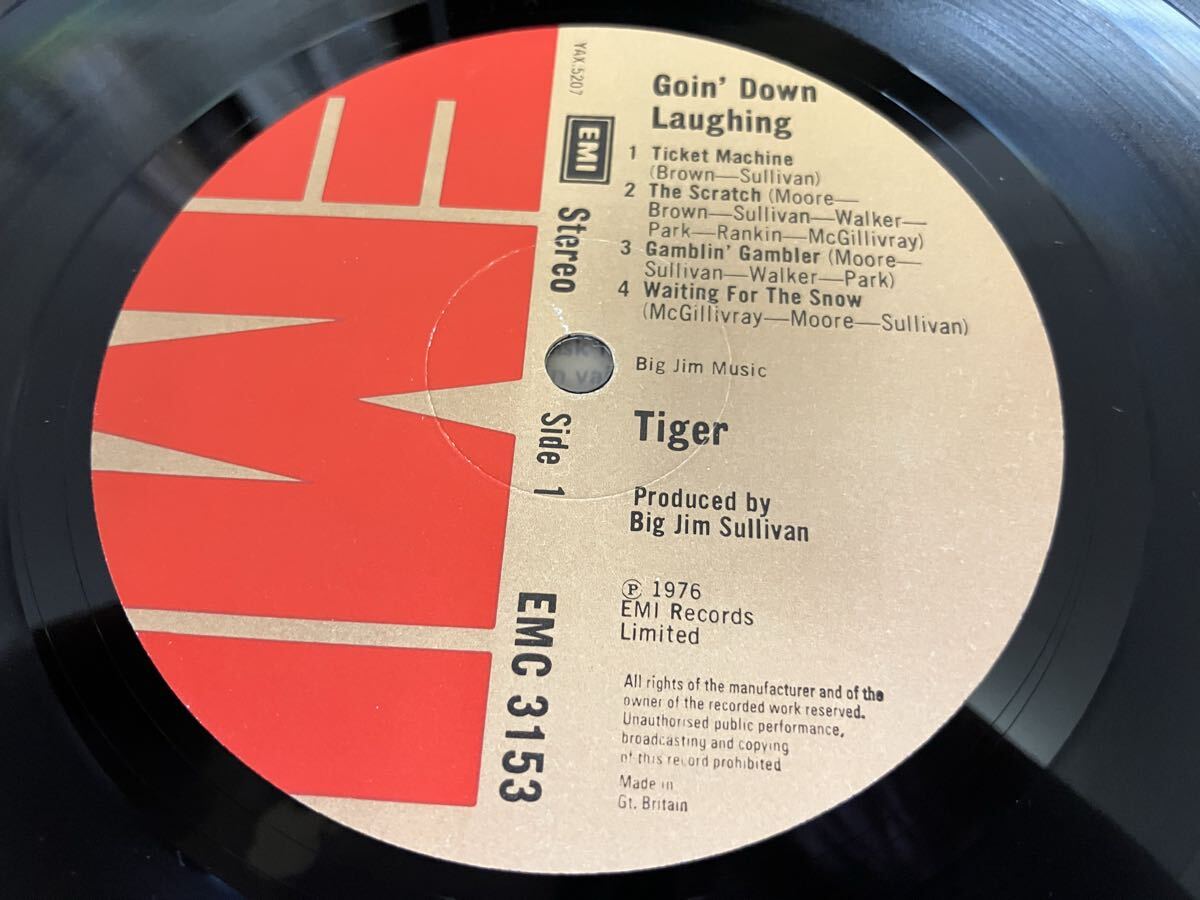 Goin' Down
Laughing
1 Ticket Machine
(Brown—Sullivan)
2 The Scratch (Moore—
Brown—Sullivan—Walker—
Park—Rankin—McGillivray)
3 Gamblin' Gambler (Moore—
Sullivan—Walker—Park)
4 Waiting For The Snow
(McGillivray—Moore—Sullivan)
Big Jim Music
Tiger
Produced by
Big Jim Sullivan
℗ 1976
EMI Records
Limited
All rights of the manufacturer and of the
owner of the recorded work reserved.
Unauthorised public performance,
broadcasting and copying
of this record prohibited
Made in
Gt. Britain
YAX.5207
EMI
Stereo
Side 1
EMC 3153
EMI